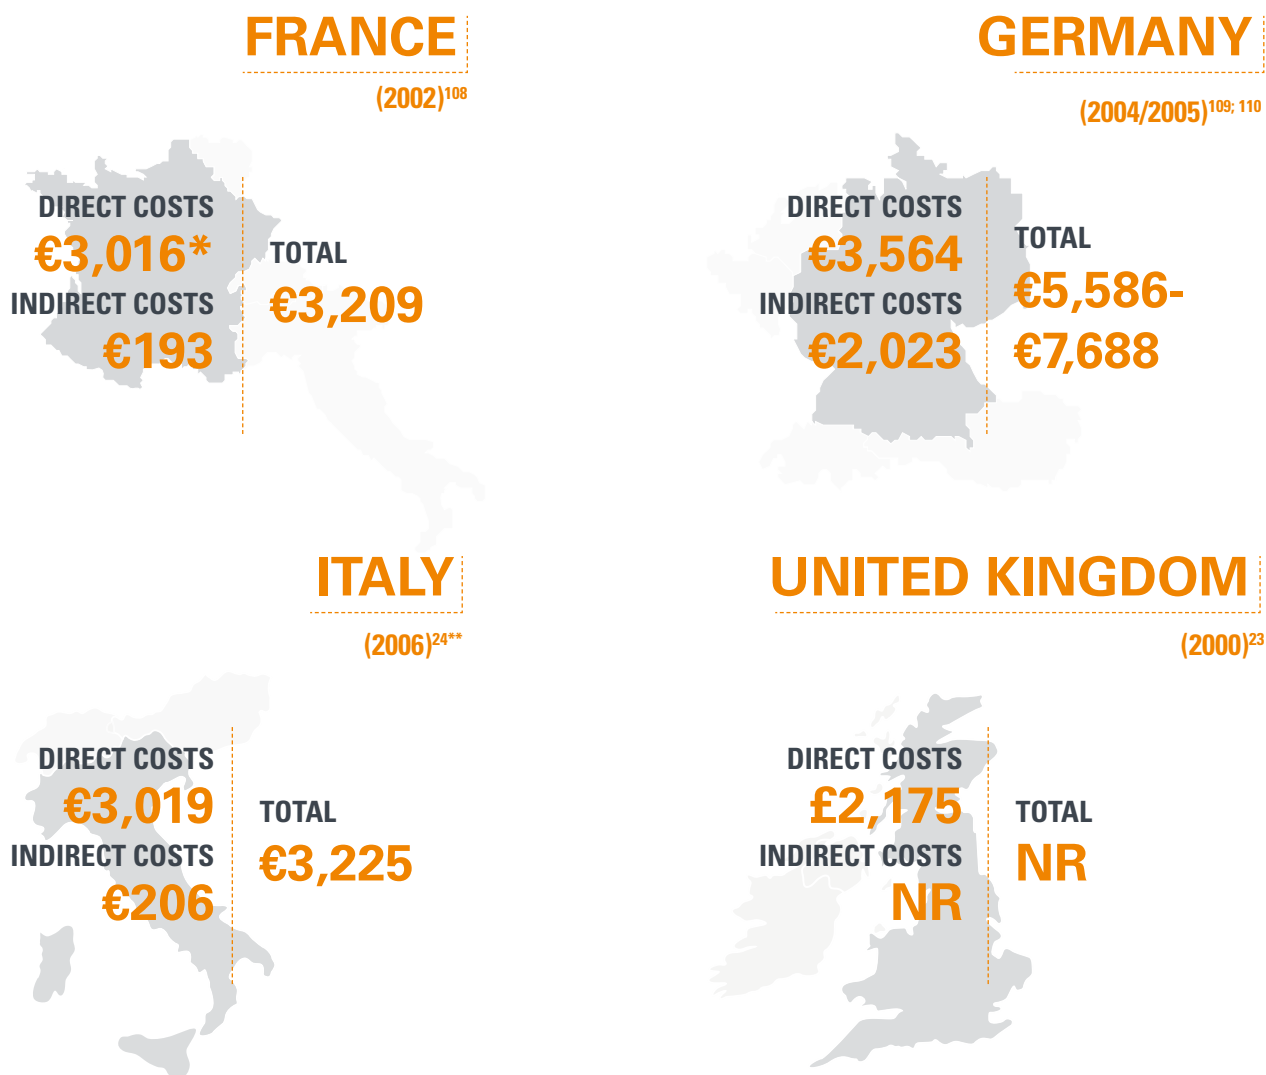 FRANCE
(2002)108
DIRECT COSTS
€3,016*
INDIRECT COSTS
€193
TOTAL
€3,209
GERMANY
(2004/2005)109; 110
DIRECT COSTS
€3,564
INDIRECT COSTS
€2,023
TOTAL
€5,586-
€7,688
ITALY
(2006)24**
DIRECT COSTS
€3,019
INDIRECT COSTS
€206
TOTAL
€3,225
UNITED KINGDOM
(2000)23
DIRECT COSTS
£2,175
INDIRECT COSTS
NR
TOTAL
NR